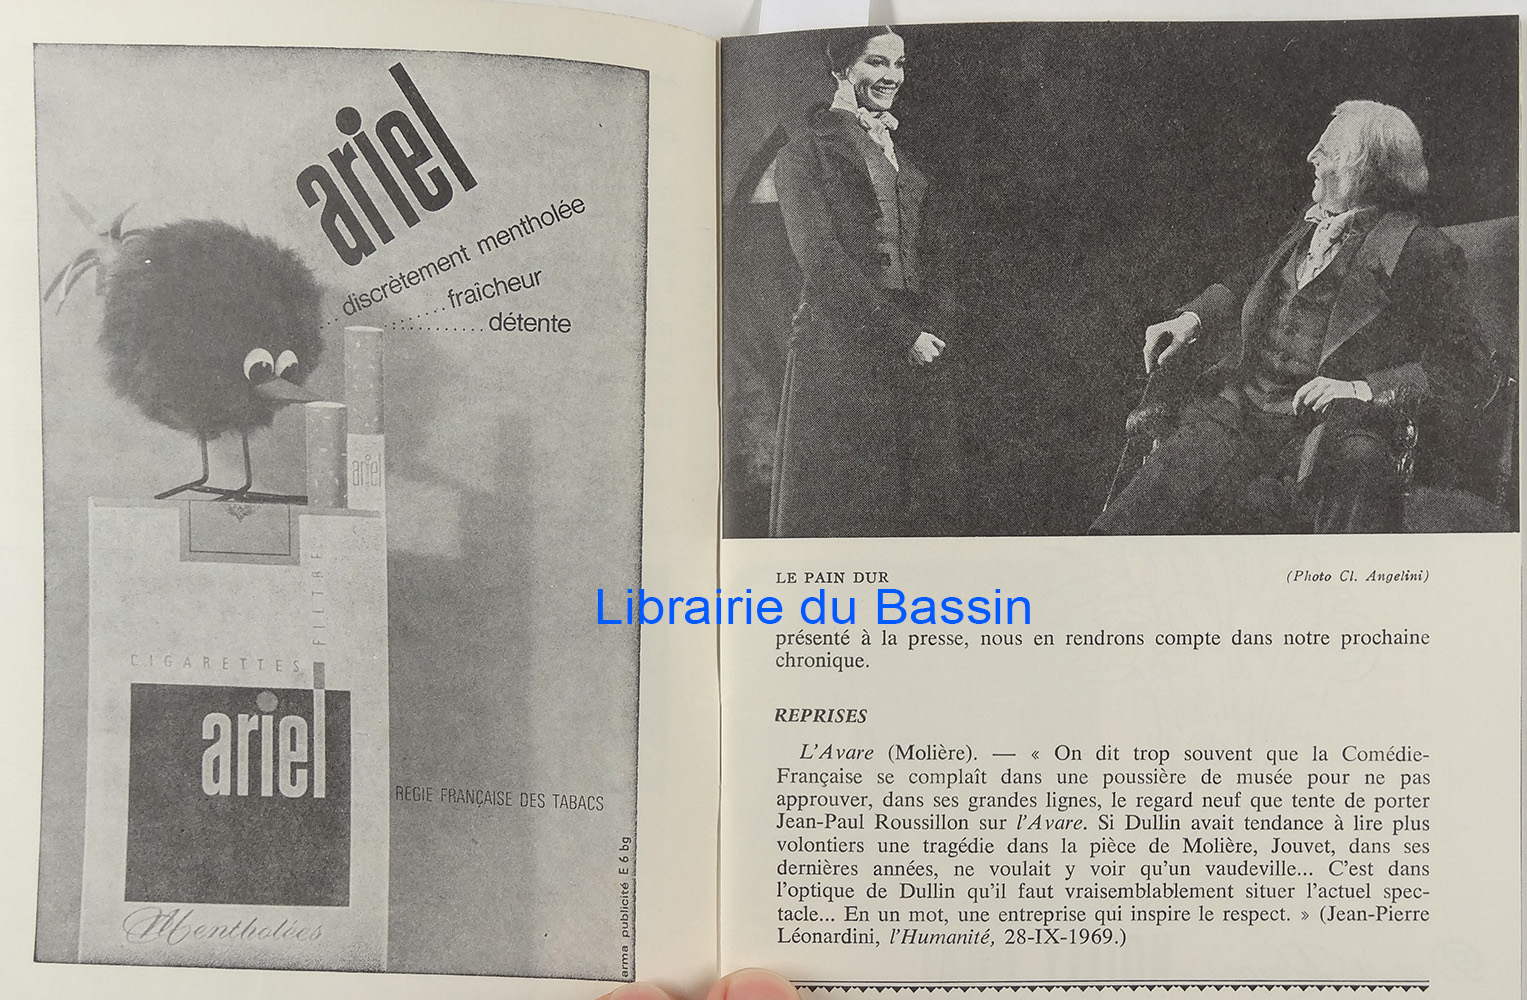 ariel
discrètement mentholée
fraîcheur
détente
ariel
FILTRE
CIGARETTES
ariel
Mentholées
RÉGIE FRANÇAISE DES TABACS
arma publicité E 6 bg
LE PAIN DUR
(Photo Cl. Angelini)
Librairie du Bassin
présenté à la presse, nous en rendrons compte dans notre prochaine
chronique.
REPRISES
L'Avare (Molière). — « On dit trop souvent que la Comédie-
Française se complaît dans une poussière de musée pour ne pas
approuver, dans ses grandes lignes, le regard neuf que tente de porter
Jean-Paul Roussillon sur l'Avare. Si Dullin avait tendance à lire plus
volontiers une tragédie dans la pièce de Molière, Jouvet, dans ses
dernières années, ne voulait y voir qu'un vaudeville... C'est dans
l'optique de Dullin qu'il faut vraisemblablement situer l'actuel spec-
tacle... En un mot, une entreprise qui inspire le respect. » (Jean-Pierre
Léonardini, l'Humanité, 28-IX-1969.)